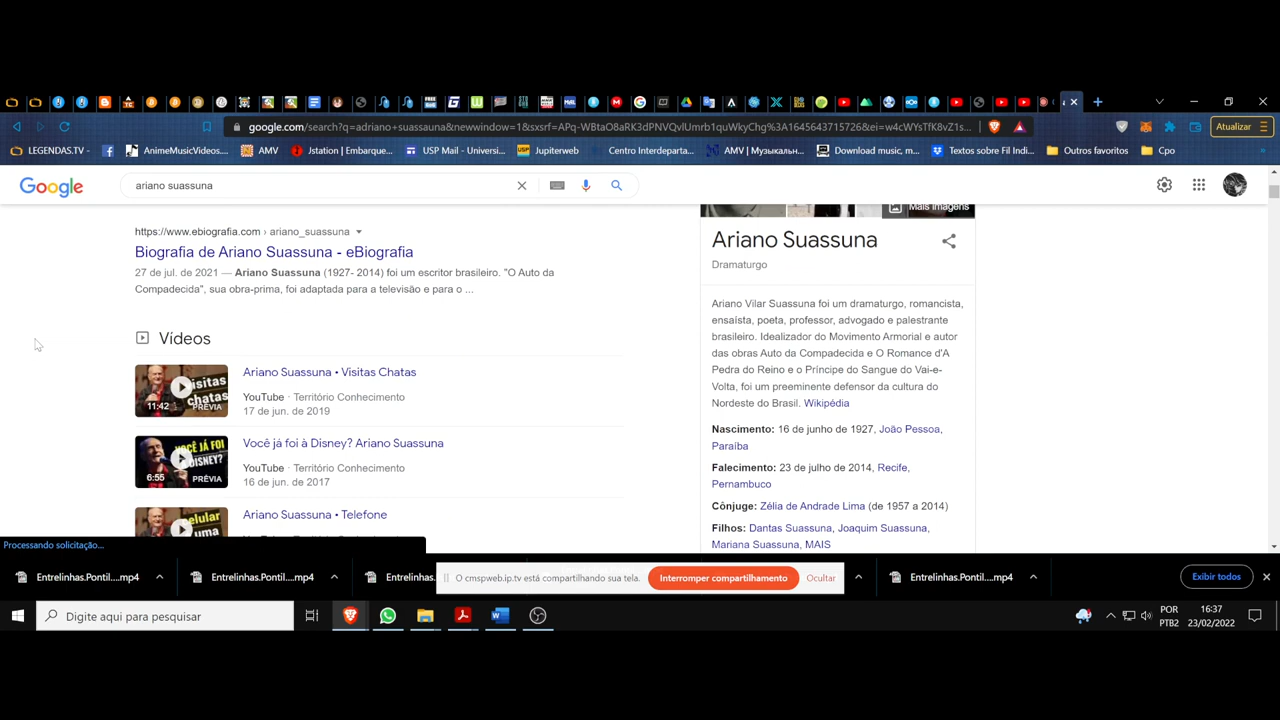 google.com/search?q=adriano+suassauna&newwindow=1&sxsrf=APq-WBtaO8aRK3dPNVQvlUmrb1quWkyChg%3A1645643715726&ei=w4cWYsTfK8vZ1s...
Atualizar
LEGENDAS.TV -
AnimeMusicVideos....
AMV
Jstation | Embarque...
USP Mail - Universi...
Jupiterweb
Centro Interdeparta...
AMV | Музыкальн...
Download music, m...
Textos sobre Fil Indi...
Outros favoritos
Cpo
Google
ariano suassuna
https://www.ebiografia.com › ariano_suassuna
Biografia de Ariano Suassuna - eBiografia
27 de jul. de 2021 — Ariano Suassuna (1927- 2014) foi um escritor brasileiro. "O Auto da
Compadecida", sua obra-prima, foi adaptada para a televisão e para o ...
Vídeos
visitas
chatas
11:42
PRÉVIA
Ariano Suassuna • Visitas Chatas
YouTube · Território Conhecimento
17 de jun. de 2019
VOCÊ JÁ FOI
DISNEY?
6:55
PRÉVIA
Você já foi à Disney? Ariano Suassuna
YouTube · Território Conhecimento
16 de jun. de 2017
Ariano Suassuna • Telefone
Mais imagens
Ariano Suassuna
Dramaturgo
Ariano Vilar Suassuna foi um dramaturgo, romancista,
ensaísta, poeta, professor, advogado e palestrante
brasileiro. Idealizador do Movimento Armorial e autor
das obras Auto da Compadecida e O Romance d'A
Pedra do Reino e o Príncipe do Sangue do Vai-e-
Volta, foi um preeminente defensor da cultura do
Nordeste do Brasil. Wikipédia
Nascimento: 16 de junho de 1927, João Pessoa,
Paraíba
Falecimento: 23 de julho de 2014, Recife,
Pernambuco
Cônjuge: Zélia de Andrade Lima (de 1957 a 2014)
Filhos: Dantas Suassuna, Joaquim Suassuna,
Mariana Suassuna, MAIS
Processando solicitação...
Entrelinhas.Pontil....mp4
Entrelinhas.Pontil....mp4
Entrelinhas.
O cmspweb.ip.tv está compartilhando sua tela.
Interromper compartilhamento
Ocultar
Entrelinhas.Pontil....mp4
Exibir todos
Digite aqui para pesquisar
POR
PTB2
16:37
23/02/2022